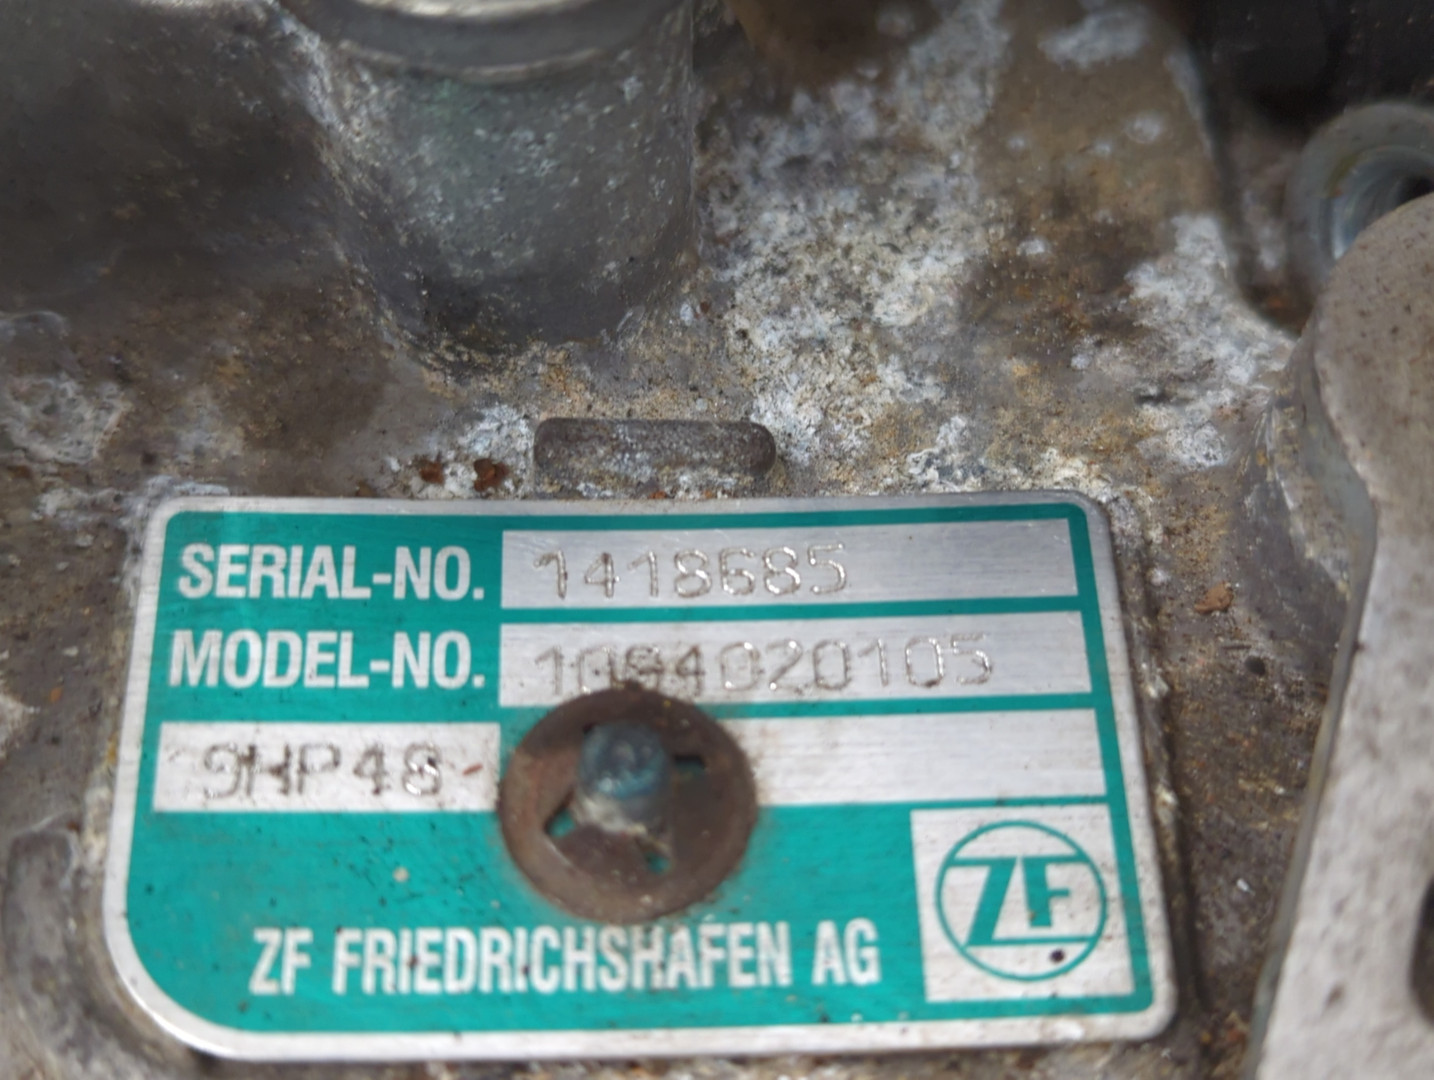 SERIAL-NO. 1418685
MODEL-NO. 1094020105
9HP48
ZF FRIEDRICHSHAFEN AG
ZF